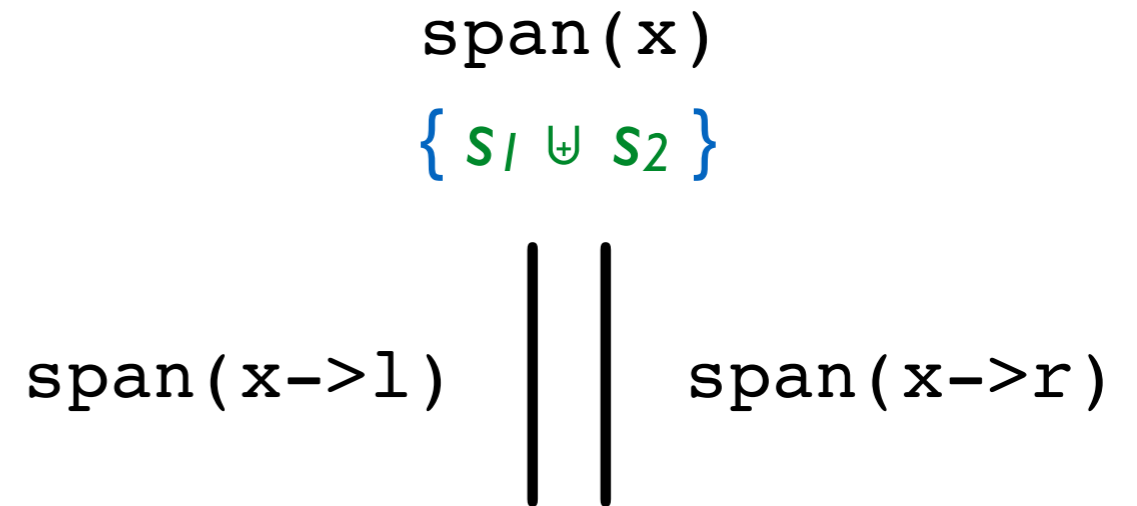 span(x)
{ s1 ⊎ s2 }
span(x->l) || span(x->r)